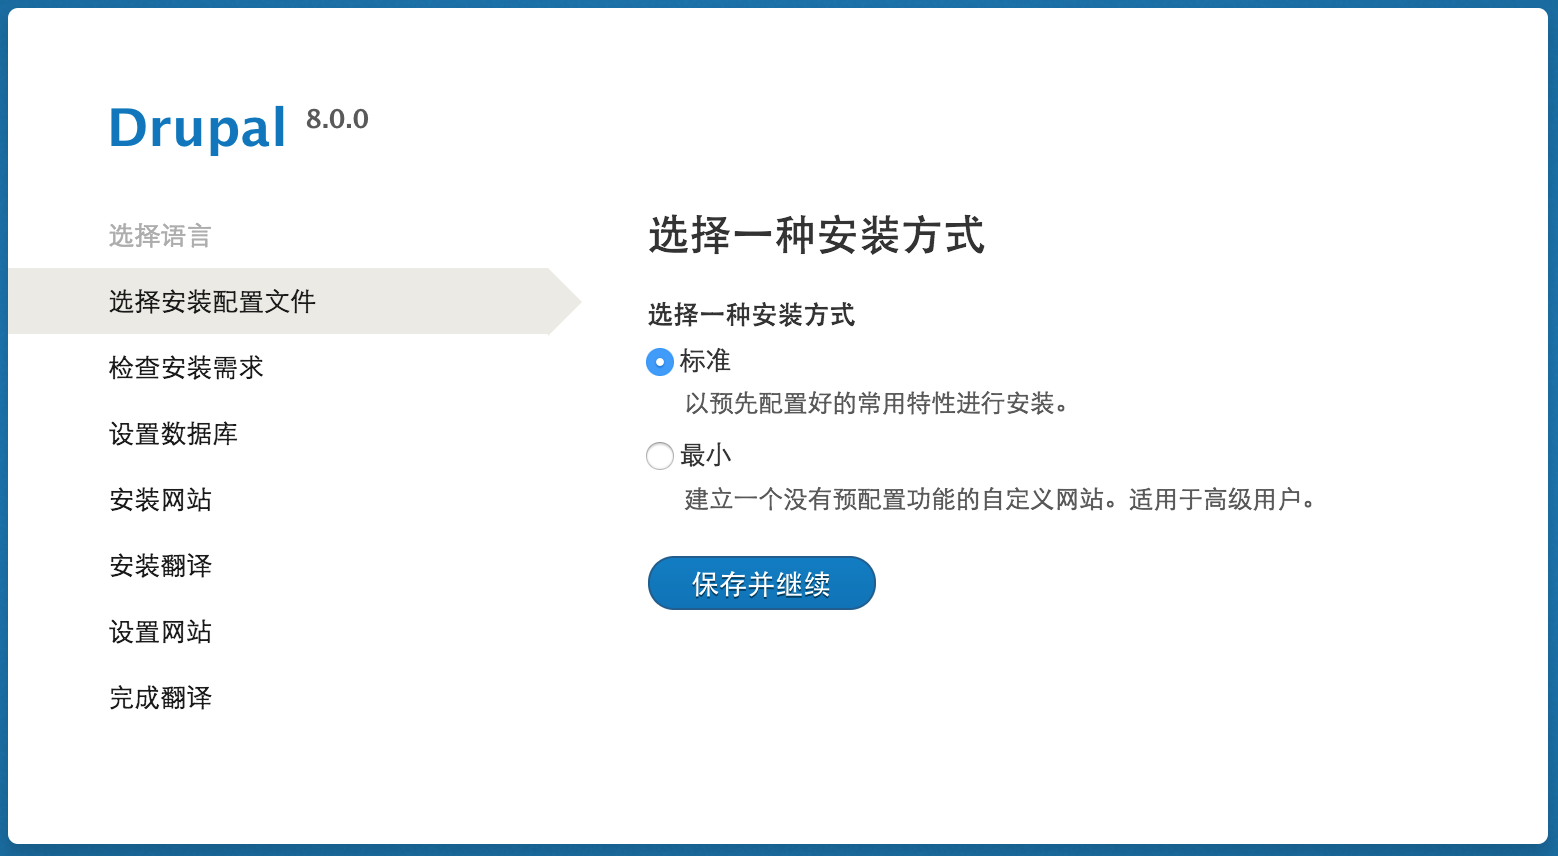 Drupal 8.0.0
选择语言
选择安装配置文件
检查安装需求
设置数据库
安装网站
安装翻译
设置网站
完成翻译
选择一种安装方式
选择一种安装方式
标准
以预先配置好的常用特性进行安装。
最小
建立一个没有预配置功能的自定义网站。适用于高级用户。
保存并继续